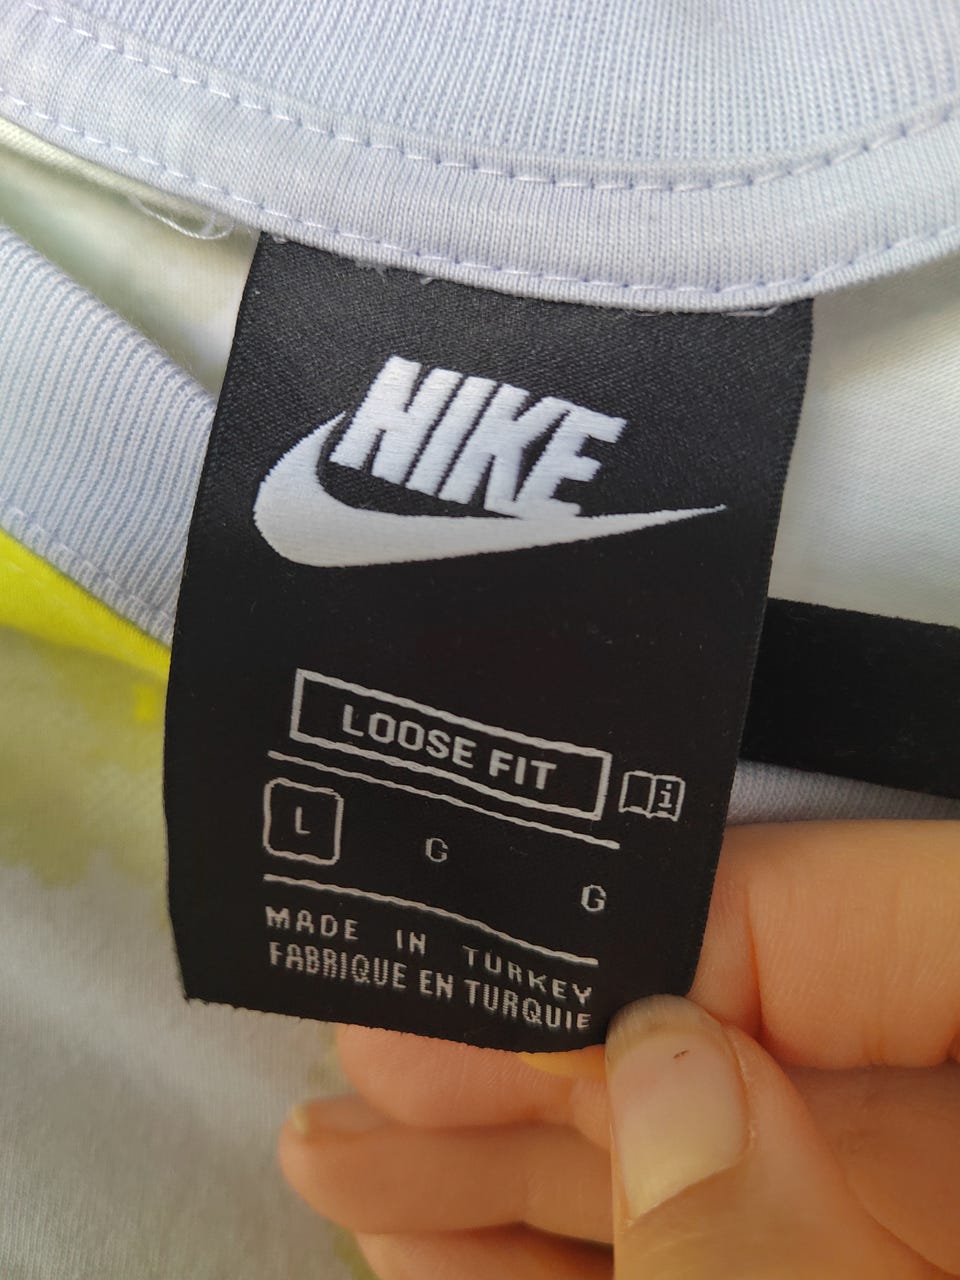 NIKE
LOOSE FIT
L G G
MADE IN TURKEY
FABRIQUE EN TURQUIE